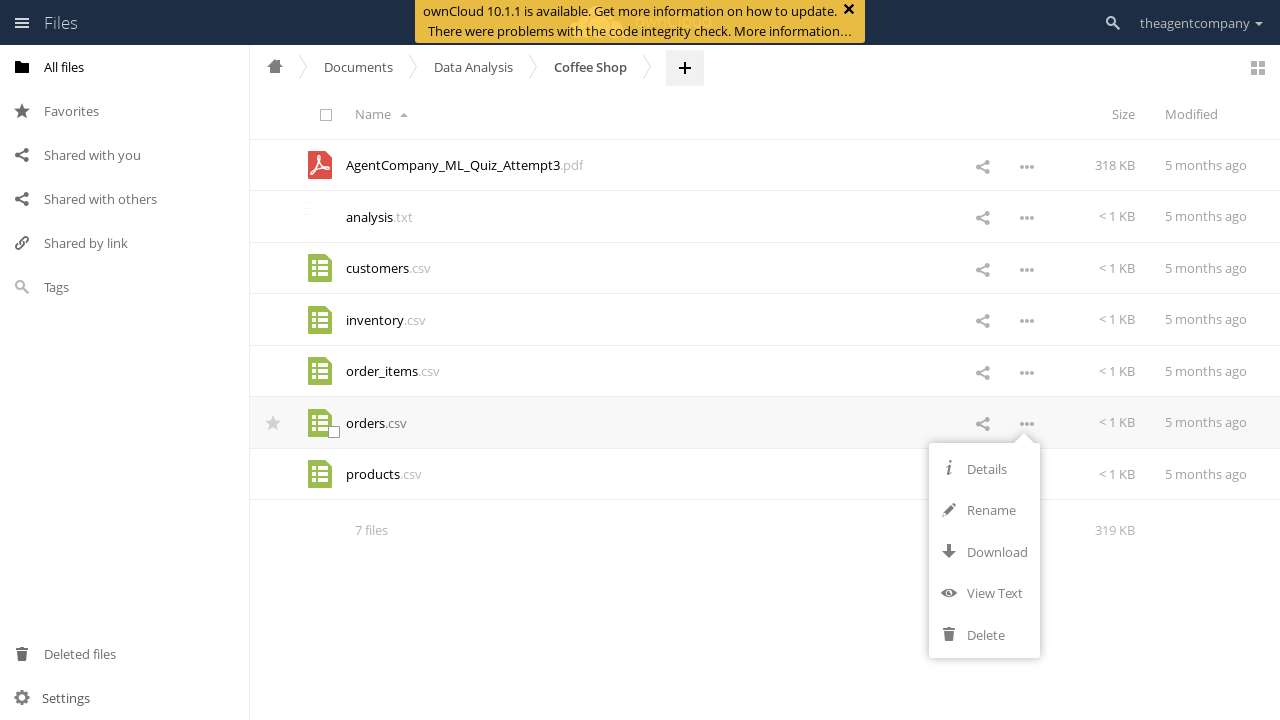 Files
ownCloud 10.1.1 is available. Get more information on how to update.
There were problems with the code integrity check. More information…
theagentcompany
All files
Favorites
Shared with you
Shared with others
Shared by link
Tags
Deleted files
Settings
Documents
Data Analysis
Coffee Shop
Name
Size
Modified
AgentCompany_ML_Quiz_Attempt3.pdf 318 KB 5 months ago
analysis.txt < 1 KB 5 months ago
customers.csv < 1 KB 5 months ago
inventory.csv < 1 KB 5 months ago
order_items.csv < 1 KB 5 months ago
orders.csv < 1 KB 5 months ago
products.csv < 1 KB 5 months ago
7 files 319 KB
Details
Rename
Download
View Text
Delete